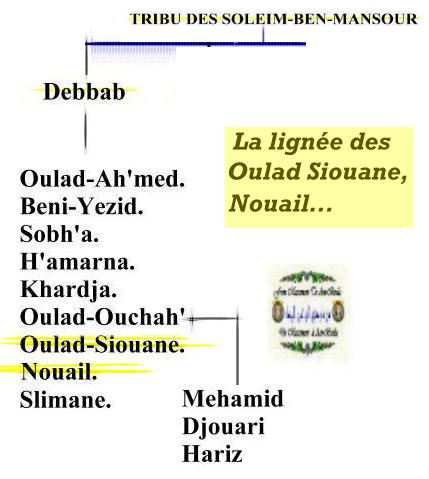 TRIBU DES SOLEIM-BEN-MANSOUR
Debbab
La lignée des
Oulad Siouane,
Nouail...
Oulad-Ah'med.
Beni-Yezid.
Sobh'a.
H'amarna.
Khardja.
Oulad-Ouchah'
Oulad-Siouane.
Nouail.
Slimane.
Mehamid
Djouari
Hariz